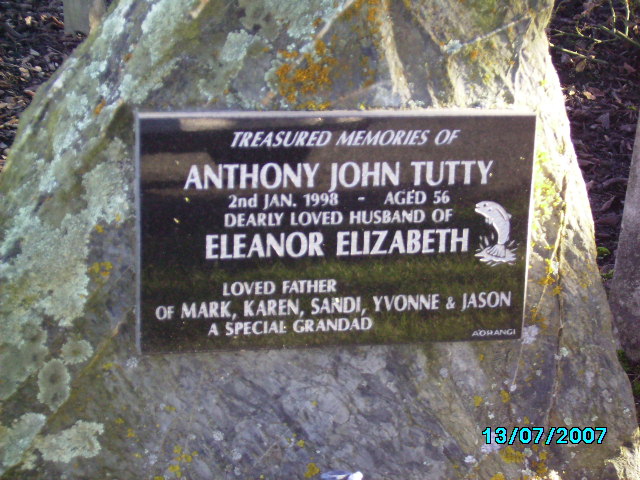 TREASURED MEMORIES OF
ANTHONY JOHN TUTTY
2nd JAN. 1998 - AGED 56
DEARLY LOVED HUSBAND OF
ELEANOR ELIZABETH
LOVED FATHER
OF MARK, KAREN, SANDI, YVONNE & JASON
A SPECIAL GRANDAD
AORANGI
13/07/2007